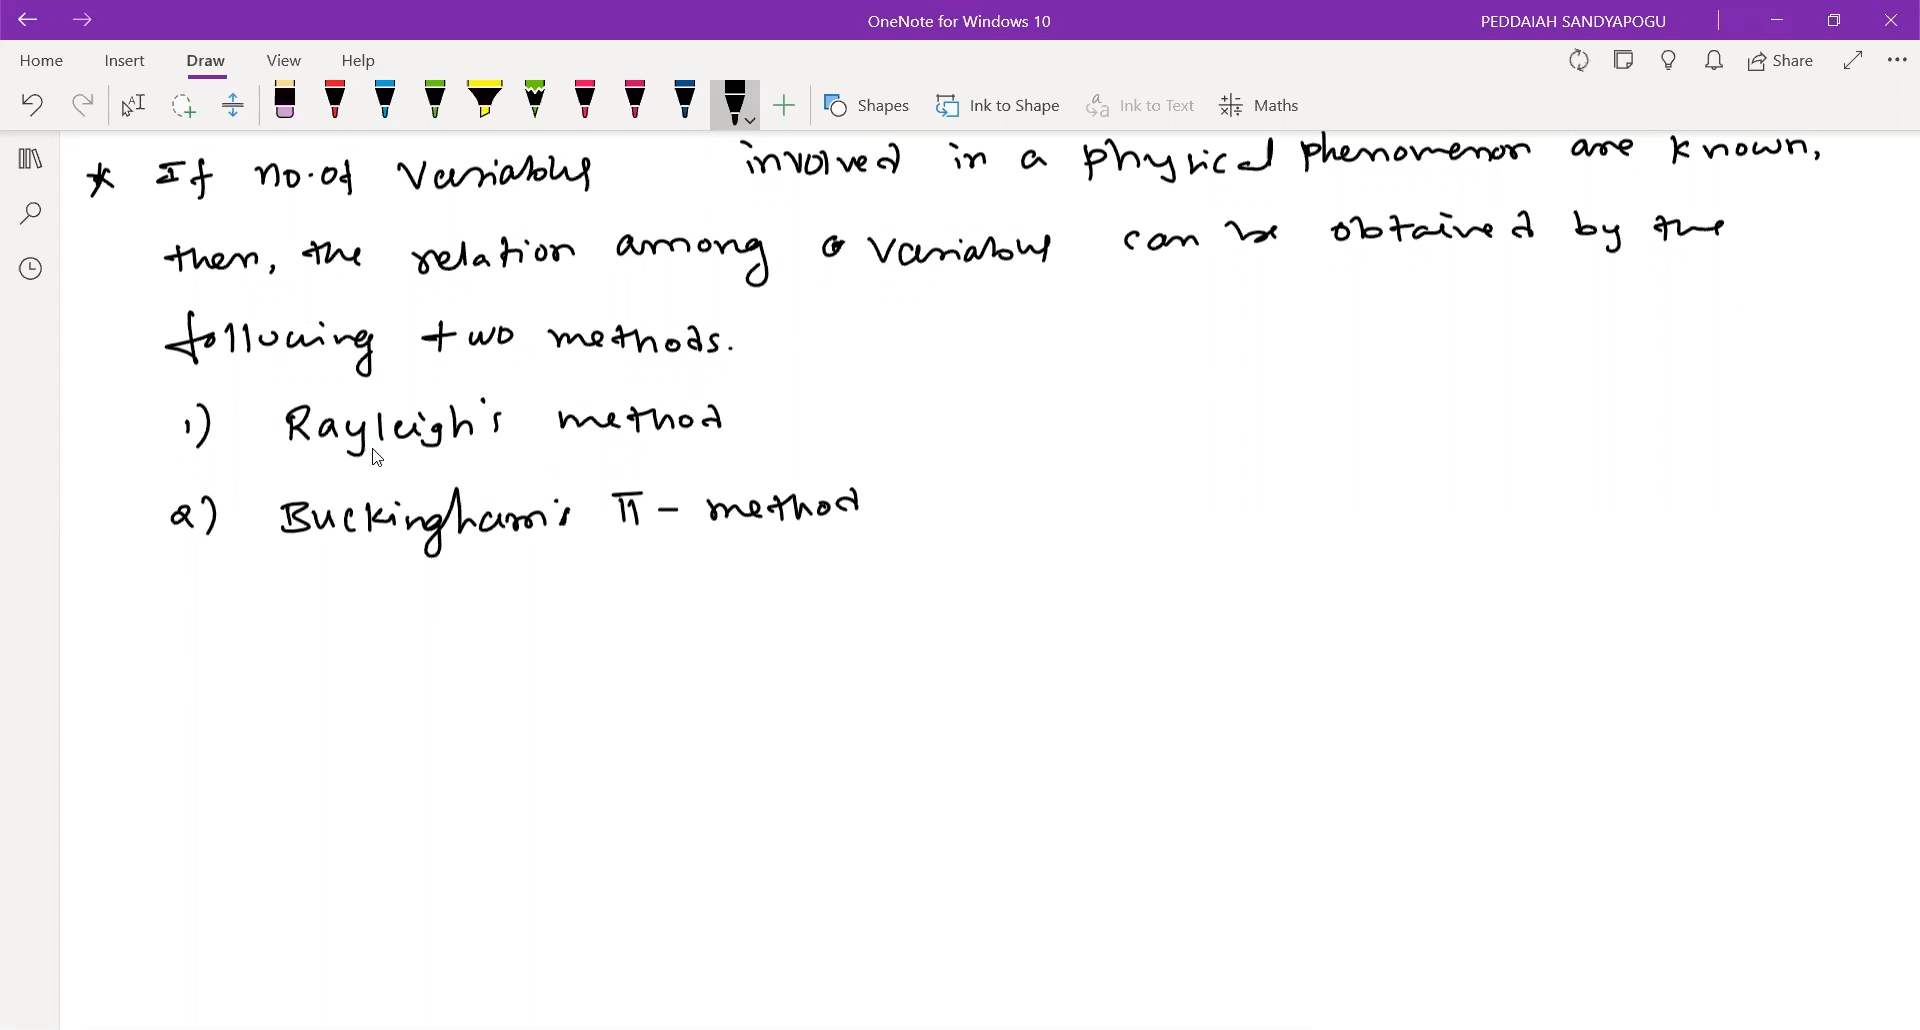 OneNote for Windows 10
PEDDAIAH SANDYAPOGU
Home Insert Draw View Help
Share
Shapes Ink to Shape Ink to Text Maths
* If no.of Variables involved in a physical phenomenon are known,
then, the relation among variables can be obtained by the
following two methods.
1) Rayleigh's method
2) Buckingham's π - method